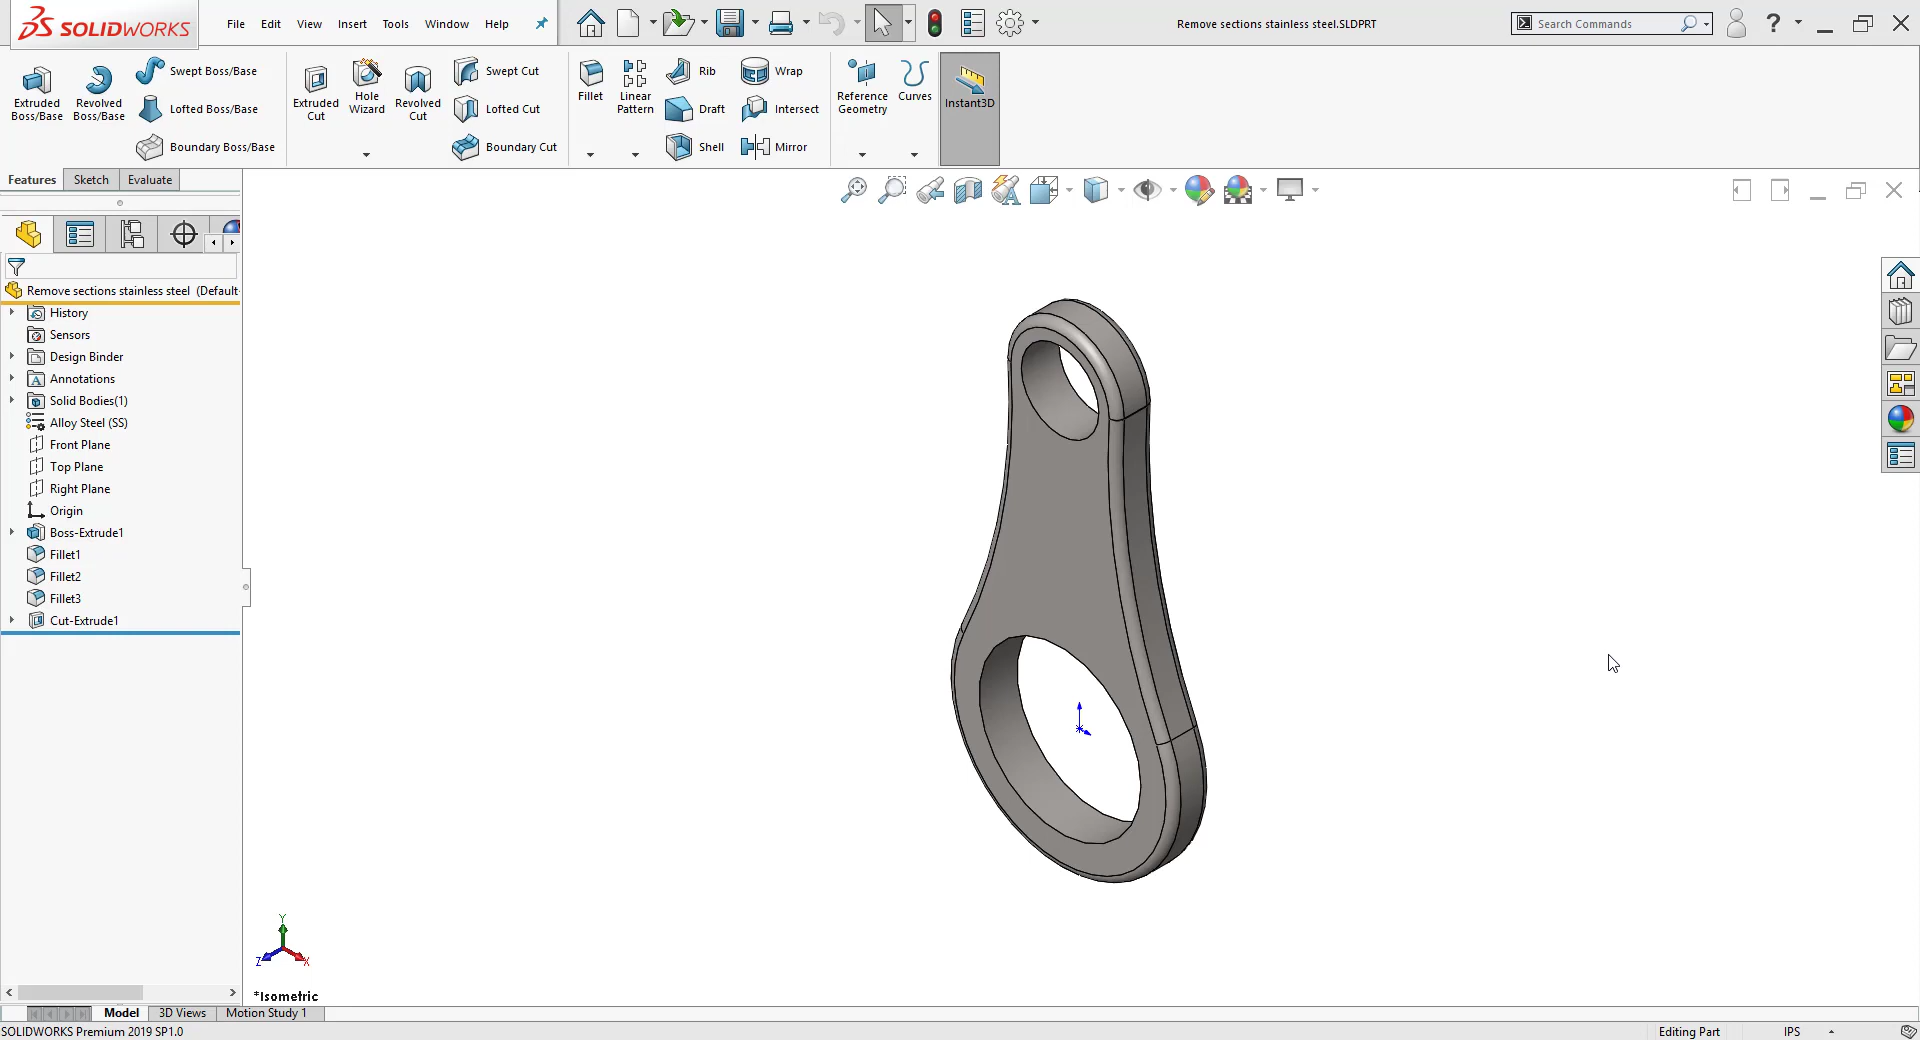 SOLIDWORKS
File Edit View Insert Tools Window Help
Remove sections stainless steel.SLDPRT
Search Commands
?
Extruded Boss/Base
Revolved Boss/Base
Swept Boss/Base
Lofted Boss/Base
Boundary Boss/Base
Extruded Cut
Hole Wizard
Revolved Cut
Swept Cut
Lofted Cut
Boundary Cut
Fillet
Linear Pattern
Rib
Draft
Shell
Wrap
Intersect
Mirror
Reference Geometry
Curves
Instant3D
Features Sketch Evaluate
Remove sections stainless steel (Default
History
Sensors
Design Binder
A Annotations
Solid Bodies(1)
Alloy Steel (SS)
Front Plane
Top Plane
Right Plane
Origin
Boss-Extrude1
Fillet1
Fillet2
Fillet3
Cut-Extrude1
Y
Z X
*Isometric
Model 3D Views Motion Study 1
SOLIDWORKS Premium 2019 SP1.0
Editing Part
IPS